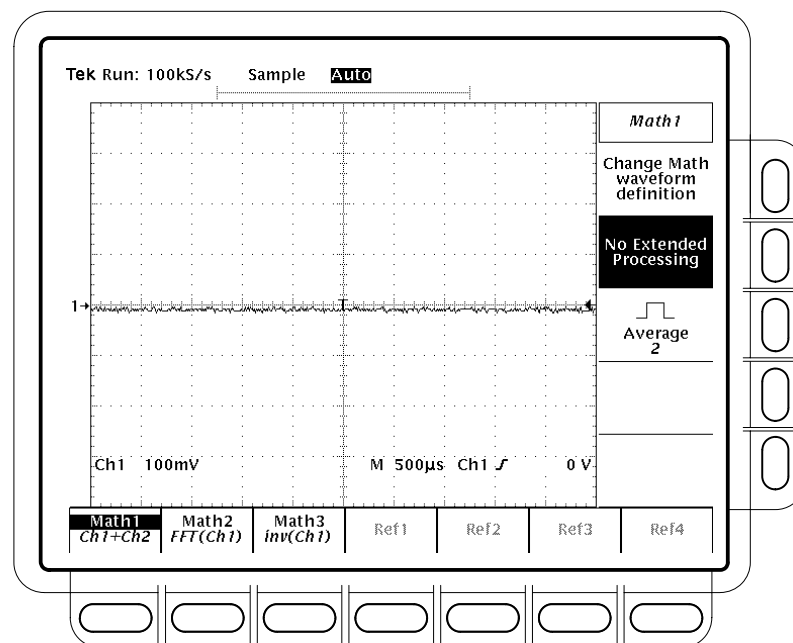 Tek Run: 100kS/s Sample Auto
Math1
Change Math
waveform
definition
No Extended
Processing
T
1→
Average
2
Ch1 100mV M 500µs Ch1 0 V
Math1 Math2 Math3 Ref1 Ref2 Ref3 Ref4
Ch1+Ch2 FFT(Ch1) inv(Ch1)